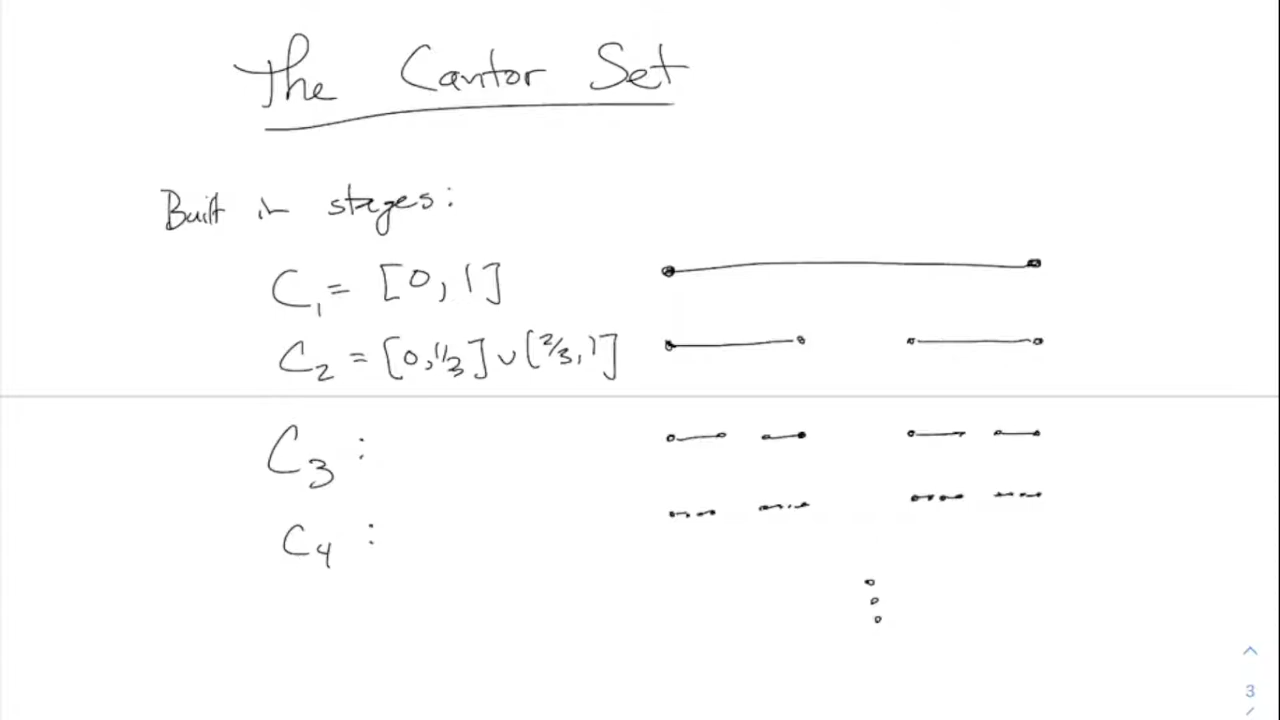 The Cantor Set
Built in stages:
C₁ = [0, 1]
C₂ = [0, 1/3] ∪ [2/3, 1]
C₃ :
C₄ :
3